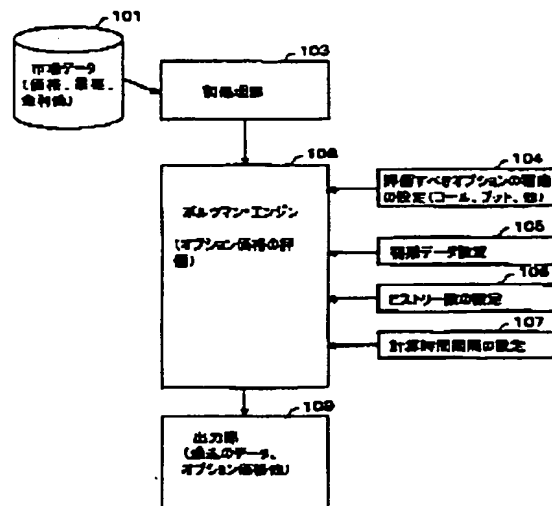 101
市場データ
(価格、
金利他)
103
前処理部
104
評価すべきオプションの種類
の設定(コール、プット、他)
ボルツマン・エンジン
(オプション価格の評
価)
105
初期データ設定
106
ヒストリー数の設定
107
計算時間間隔の設定
109
出力部
(過去のデータ、
オプション価格他)